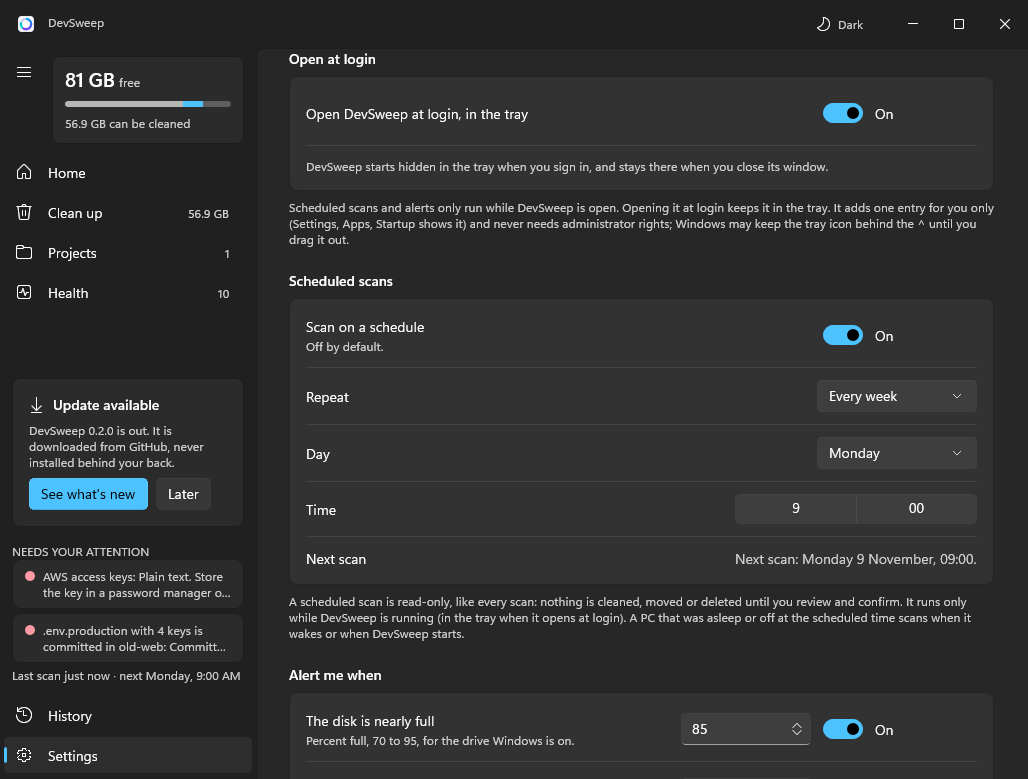 DevSweep
Dark
81 GB free
56.9 GB can be cleaned
Home
Clean up 56.9 GB
Projects 1
Health 10
Update available
DevSweep 0.2.0 is out. It is
downloaded from GitHub, never
installed behind your back.
See what's new
Later
NEEDS YOUR ATTENTION
AWS access keys: Plain text. Store
the key in a password manager o...
.env.production with 4 keys is
committed in old-web: Committ...
Last scan just now · next Monday, 9:00 AM
History
Settings
Open at login
Open DevSweep at login, in the tray
On
DevSweep starts hidden in the tray when you sign in, and stays there when you close its window.
Scheduled scans and alerts only run while DevSweep is open. Opening it at login keeps it in the tray. It adds one entry for you only
(Settings, Apps, Startup shows it) and never needs administrator rights; Windows may keep the tray icon behind the ^ until you
drag it out.
Scheduled scans
Scan on a schedule
Off by default.
On
Repeat
Every week
Day
Monday
Time
9
00
Next scan
Next scan: Monday 9 November, 09:00.
A scheduled scan is read-only, like every scan: nothing is cleaned, moved or deleted until you review and confirm. It runs only
while DevSweep is running (in the tray when it opens at login). A PC that was asleep or off at the scheduled time scans when it
wakes or when DevSweep starts.
Alert me when
The disk is nearly full
Percent full, 70 to 95, for the drive Windows is on.
85
On